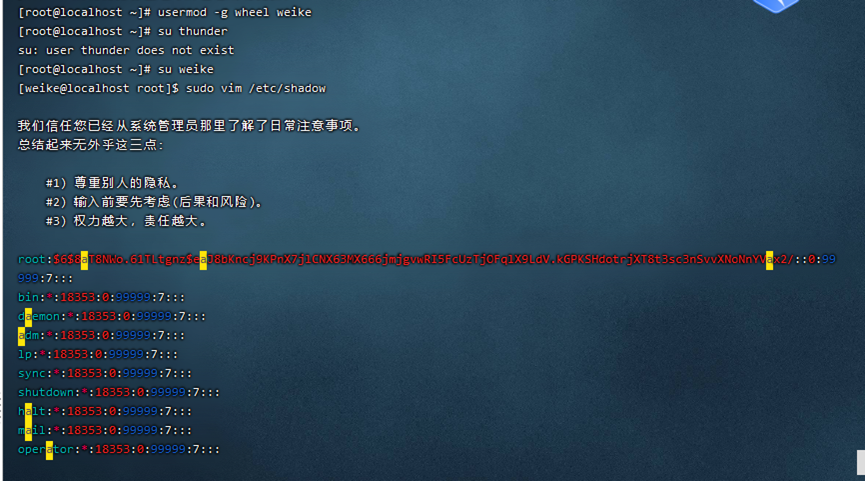 [root@localhost ~]# usermod -g wheel weike
[root@localhost ~]# su thunder
su: user thunder does not exist
[root@localhost ~]# su weike
[weike@localhost root]$ sudo vim /etc/shadow
我们信任您已经从系统管理员那里了解了日常注意事项。
总结起来无外乎这三点：
#1) 尊重别人的隐私。
#2) 输入前要先考虑(后果和风险)。
#3) 权力越大，责任越大。
root:::0:99
999:7:::
bin:*:18353:0:99999:7:::
daemon:*:18353:0:99999:7:::
adm:*:18353:0:99999:7:::
lp:*:18353:0:99999:7:::
sync:*:18353:0:99999:7:::
shutdown:*:18353:0:99999:7:::
halt:*:18353:0:99999:7:::
mail:*:18353:0:99999:7:::
operator:*:18353:0:99999:7:::